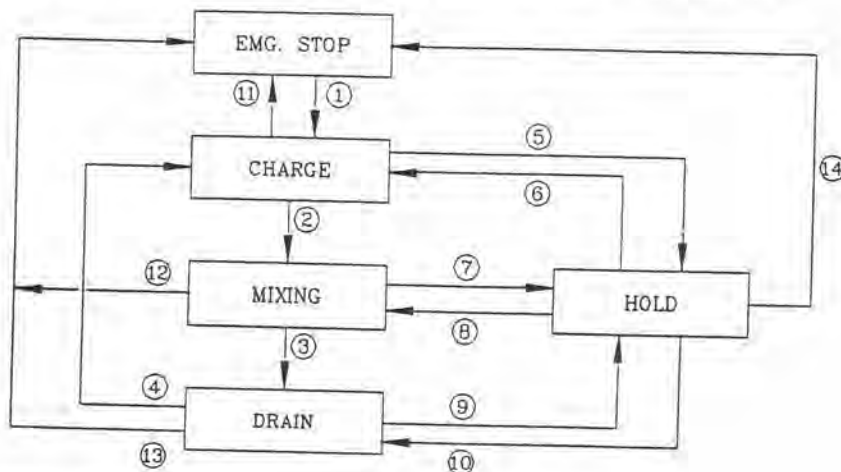 EMG. STOP
⑪ ①
⑤
CHARGE
⑥
⑭
②
⑫
⑦
MIXING
HOLD
⑧
③
④
DRAIN
⑨
⑬
⑩